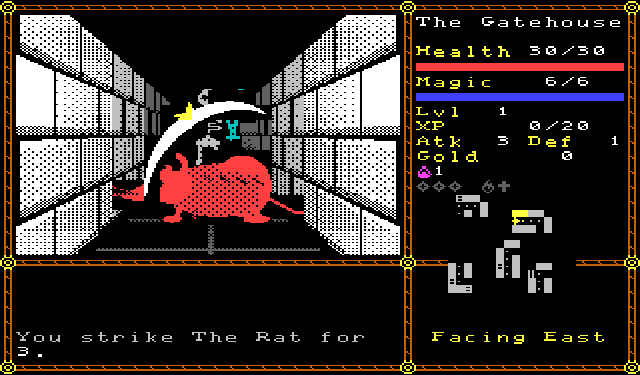 The Gatehouse
Health 30/30
Magic 6/6
Lvl 1
XP 0/20
Atk 3 Def 1
Gold 0
1
You strike The Rat for
3.
Facing East